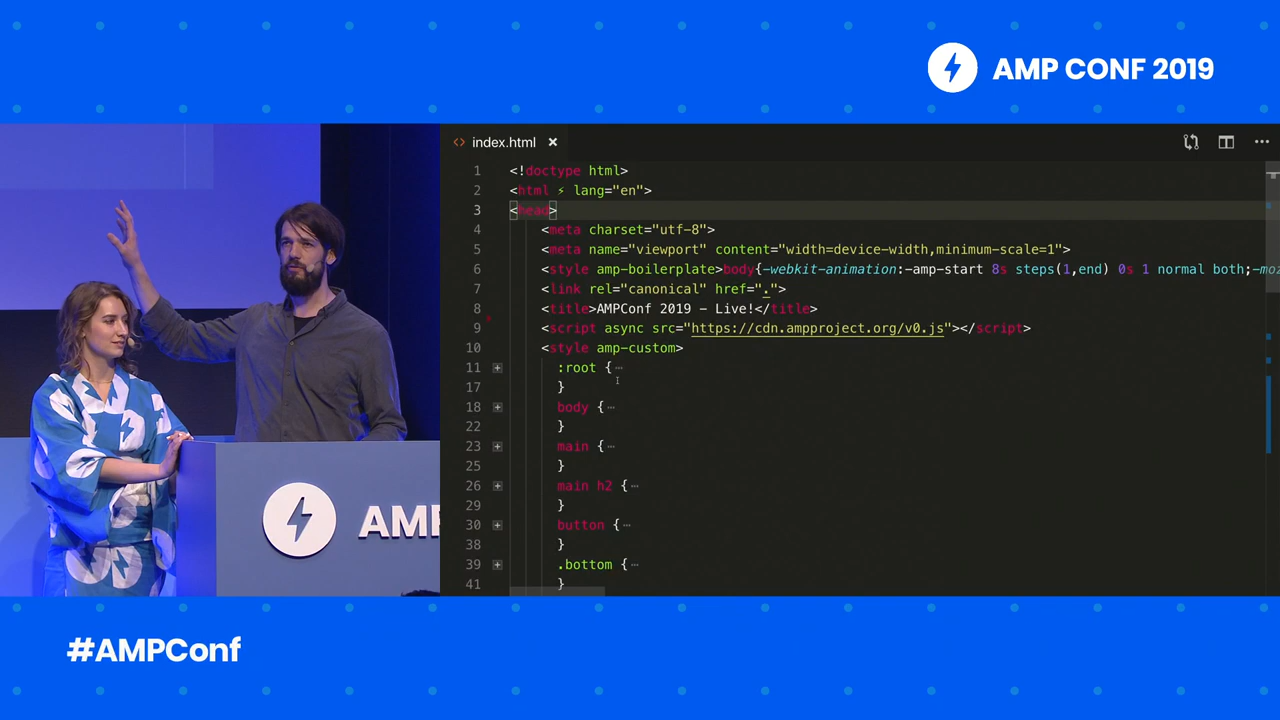 AMP CONF 2019
index.html
1 <!doctype html>
2 <html ⚡ lang="en">
3 <head>
4 <meta charset="utf-8">
5 <meta name="viewport" content="width=device-width,minimum-scale=1">
6 <style amp-boilerplate>body{-webkit-animation:-amp-start 8s steps(1,end) 0s 1 normal both;-moz
7 <link rel="canonical" href=".">
8 <title>AMPConf 2019 - Live!</title>
9 <script async src="https://cdn.ampproject.org/v0.js"></script>
10 <style amp-custom>
11 :root {
17 }
18 body {
22 }
23 main {
25 }
26 main h2 {
29 }
30 button {
38 }
39 .bottom {
41 }
AMP
#AMPConf